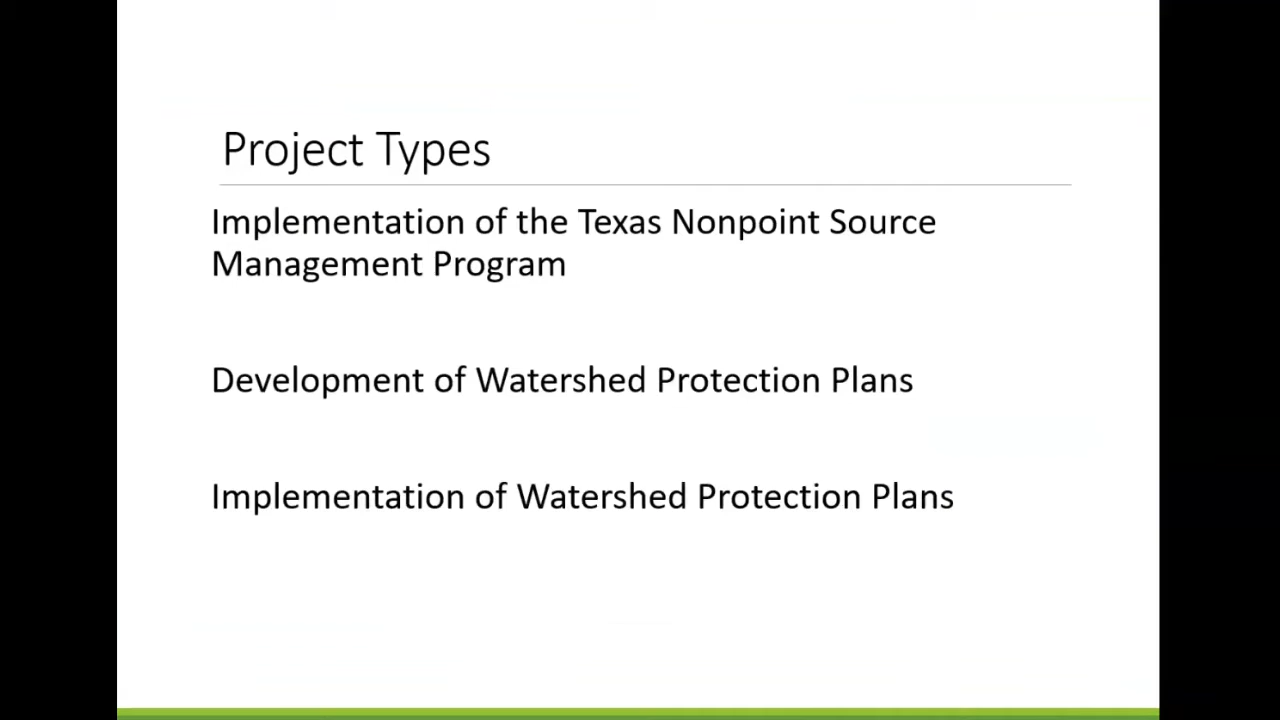 Project Types
Implementation of the Texas Nonpoint Source
Management Program
Development of Watershed Protection Plans
Implementation of Watershed Protection Plans